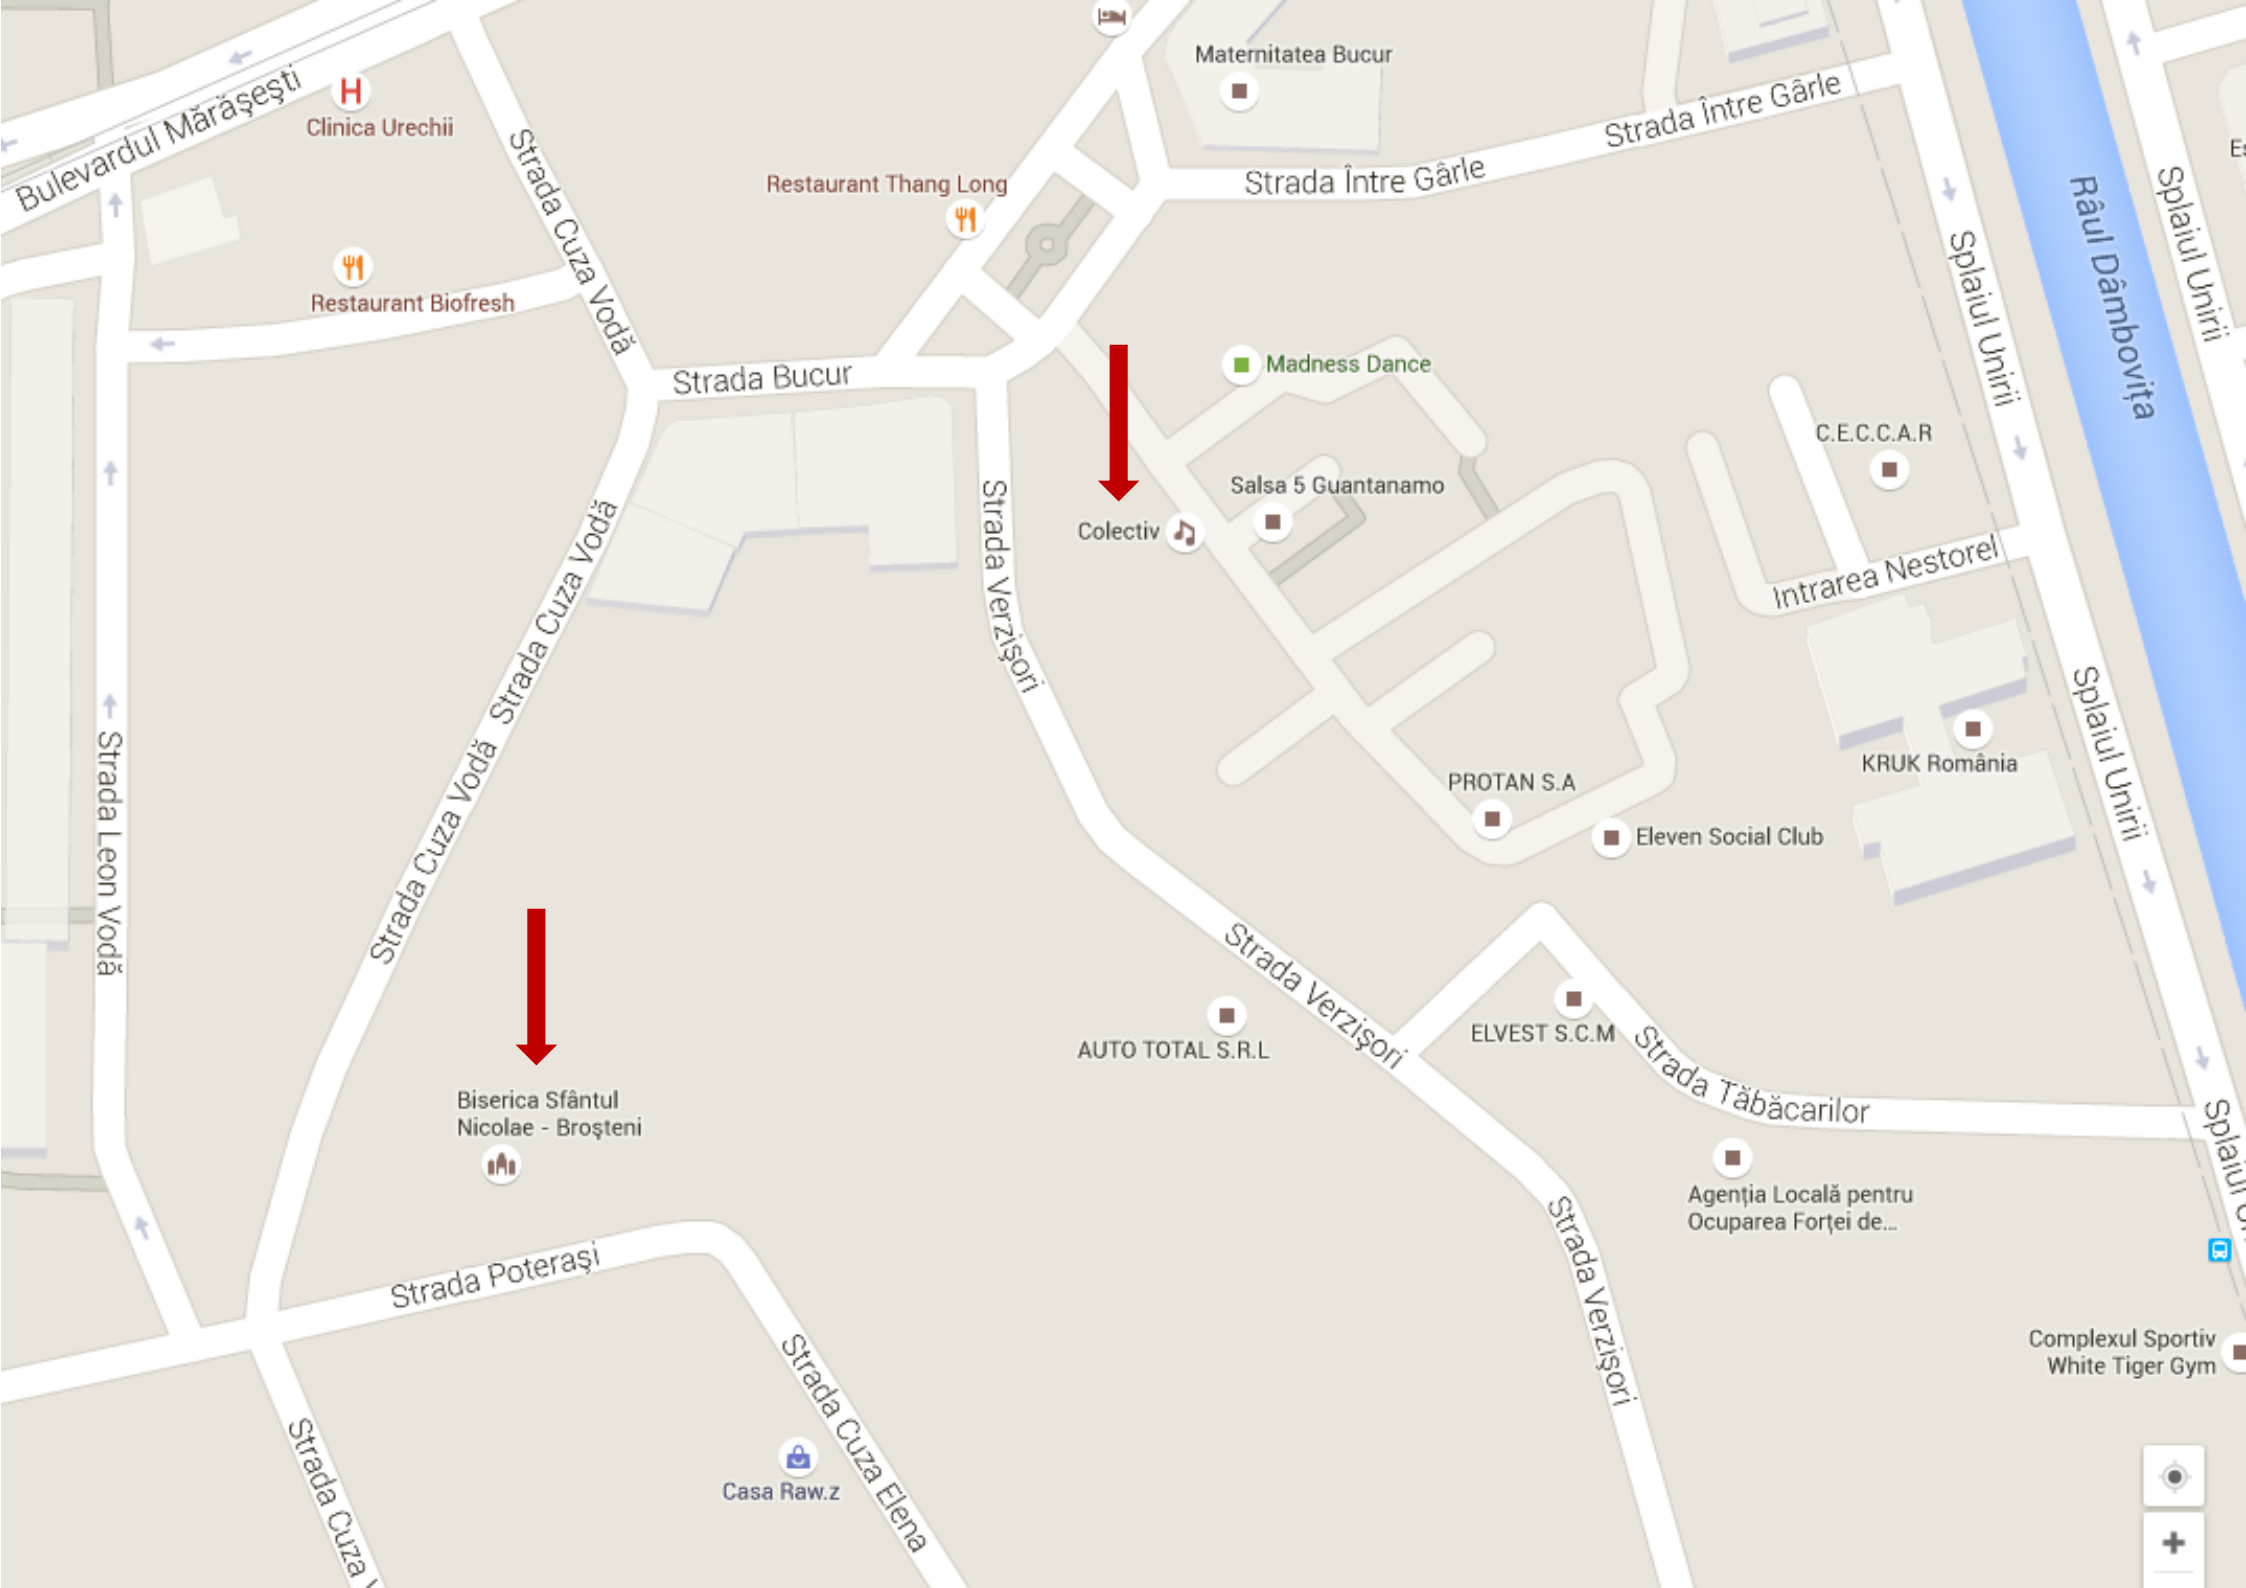 Maternitatea Bucur
Bulevardul Mărășești
Clinica Urechii
Strada Cuza Vodă
Restaurant Thang Long
Strada Între Gârle
Strada Între Gârle
Splaiul Unirii
Râul Dâmbovița
Splaiul Unirii
Restaurant Biofresh
Strada Bucur
Madness Dance
C.E.C.C.A.R
Salsa 5 Guantanamo
Colectiv
Strada Verzișori
Intrarea Nestorel
Strada Cuza Vodă
Strada Cuza Vodă
Strada Leon Vodă
Splaiul Unirii
KRUK România
PROTAN S.A
Eleven Social Club
Strada Verzișori
AUTO TOTAL S.R.L
ELVEST S.C.M
Strada Tăbăcarilor
Biserica Sfântul
Nicolae - Broșteni
Agenția Locală pentru
Ocuparea Forței de...
Splaiul
Strada Poterași
Strada Verzișori
Strada Cuza Elena
Complexul Sportiv
White Tiger Gym
Strada Cuza
Casa Raw.z